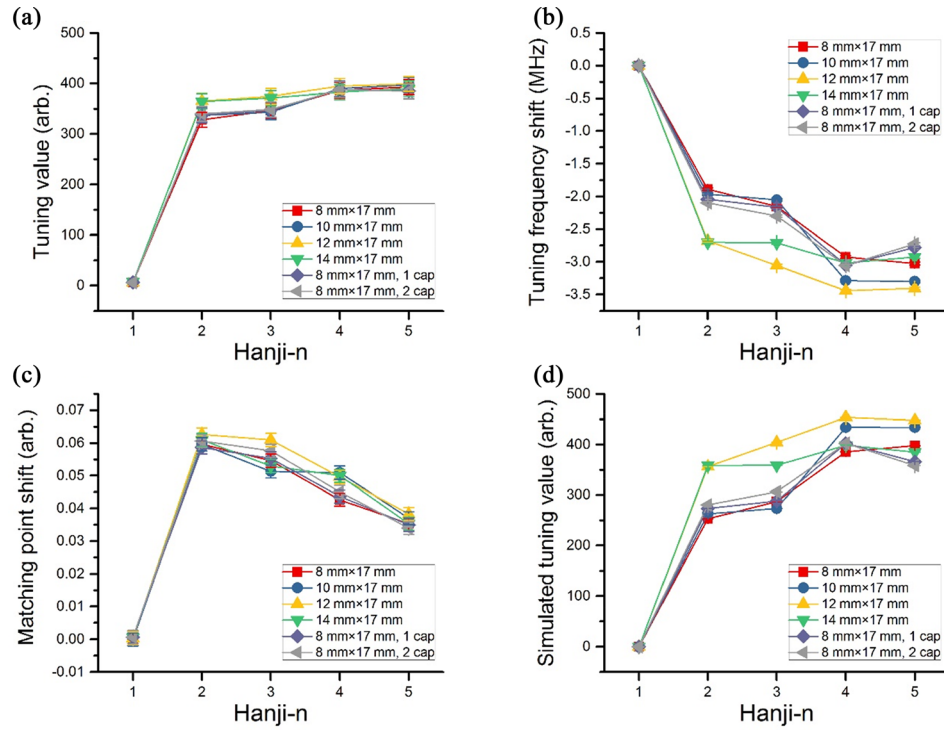 (a)
Tuning value (arb.)
500
400
300
200
100
0
8 mm×17 mm
10 mm×17 mm
12 mm×17 mm
14 mm×17 mm
8 mm×17 mm, 1 cap
8 mm×17 mm, 2 cap
1 2 3 4 5
Hanji-n
(b)
Tuning frequency shift (MHz)
0.5
0.0
-0.5
-1.0
-1.5
-2.0
-2.5
-3.0
-3.5
8 mm×17 mm
10 mm×17 mm
12 mm×17 mm
14 mm×17 mm
8 mm×17 mm, 1 cap
8 mm×17 mm, 2 cap
1 2 3 4 5
Hanji-n
(c)
Matching point shift (arb.)
0.07
0.06
0.05
0.04
0.03
0.02
0.01
0.00
-0.01
8 mm×17 mm
10 mm×17 mm
12 mm×17 mm
14 mm×17 mm
8 mm×17 mm, 1 cap
8 mm×17 mm, 2 cap
1 2 3 4 5
Hanji-n
(d)
Simulated tuning value (arb.)
500
400
300
200
100
0
8 mm×17 mm
10 mm×17 mm
12 mm×17 mm
14 mm×17 mm
8 mm×17 mm, 1 cap
8 mm×17 mm, 2 cap
1 2 3 4 5
Hanji-n